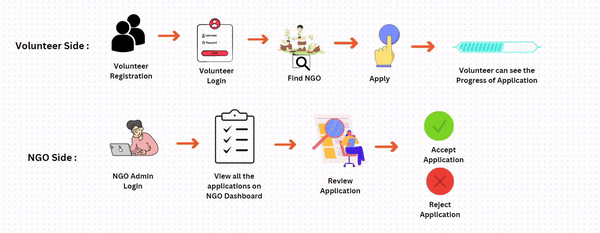 Volunteer Side :
Volunteer
Registration
Volunteer
Login
Find NGO
Apply
Volunteer can see the
Progress of Application
NGO Side :
NGO Admin
Login
View all the
applications on
NGO Dashboard
Review
Application
Accept
Application
Reject
Application